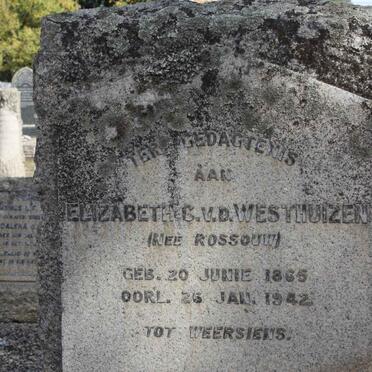 TER GEDAGTENIS
AAN
ELIZABETH C.V.D. WESTHUIZEN
(NEE ROSSOUW)
GEB. 20 JUNIE 1865
OORL. 26 JAN. 1942
TOT WEERSIENS.